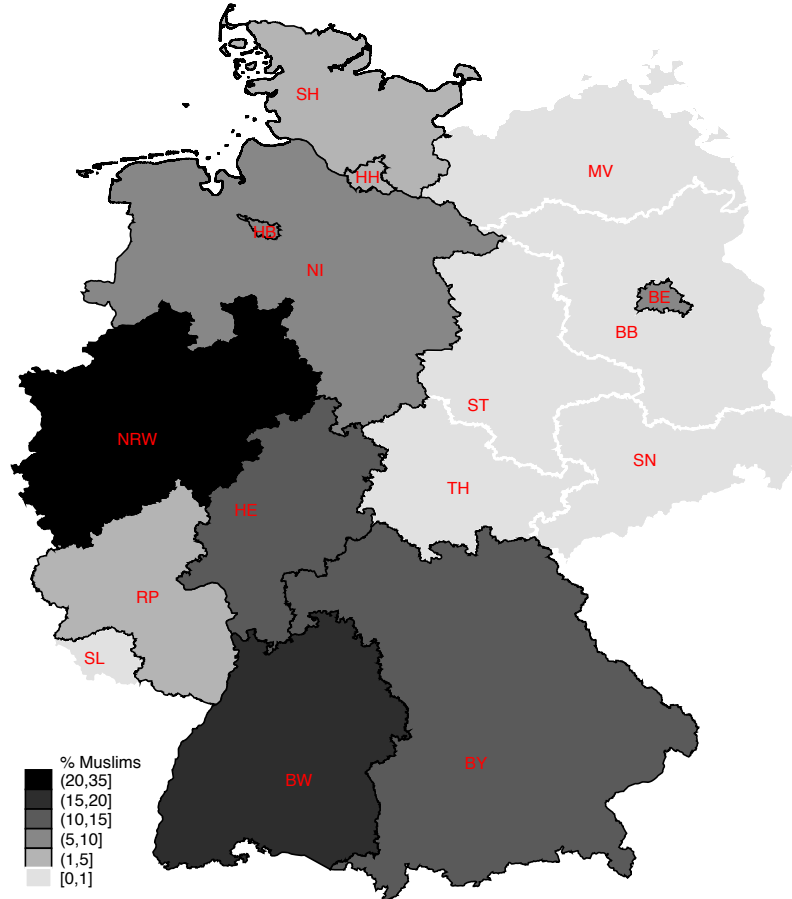 SH
MV
HH
HB
NI
BE
BB
ST
NRW
SN
TH
HE
RP
SL
BY
BW
% Muslims
(20,35]
(15,20]
(10,15]
(5,10]
(1,5]
[0,1]